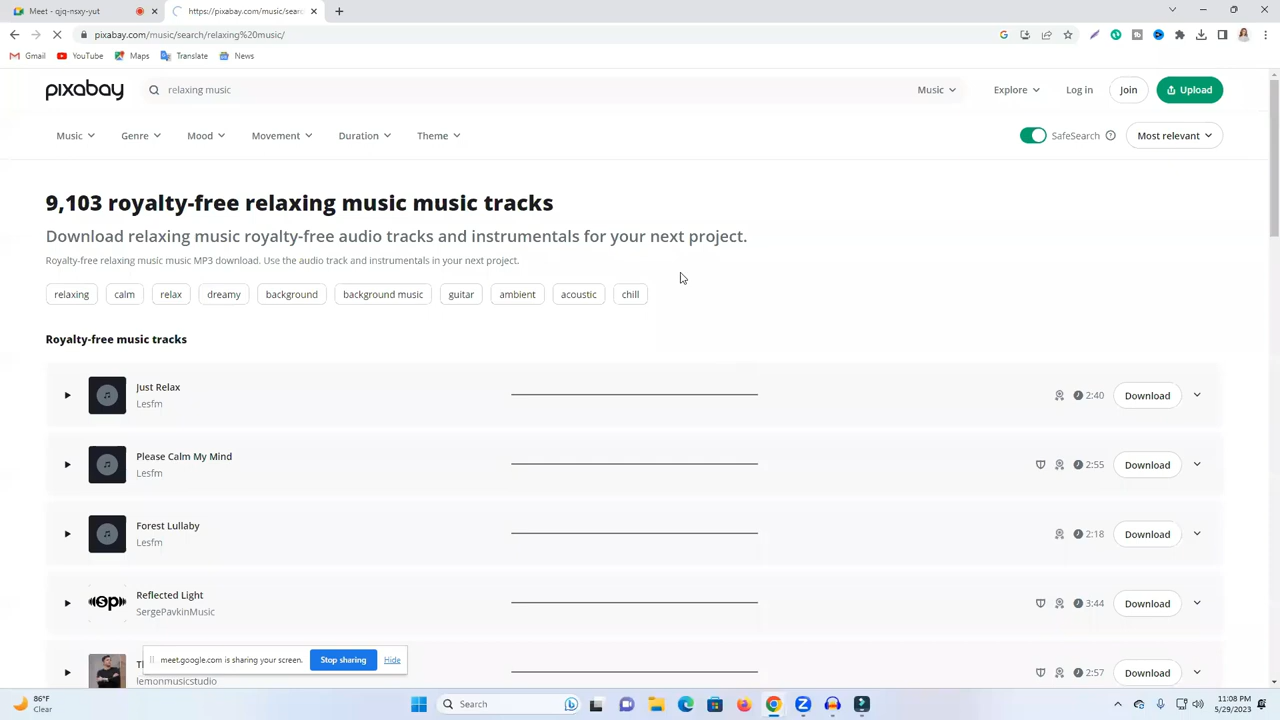 Meet - qjq-nsxy-yut
https://pixabay.com/music/sear
pixabay.com/music/search/relaxing%20music/
Gmail YouTube Maps Translate News
pixabay relaxing music Music Explore Log in Join Upload
Music Genre Mood Movement Duration Theme SafeSearch Most relevant
9,103 royalty-free relaxing music music tracks
Download relaxing music royalty-free audio tracks and instrumentals for your next project.
Royalty-free relaxing music music MP3 download. Use the audio track and instrumentals in your next project.
relaxing calm relax dreamy background background music guitar ambient acoustic chill
Royalty-free music tracks
Just Relax
Lesfm
2:40 Download
Please Calm My Mind
Lesfm
2:55 Download
Forest Lullaby
Lesfm
2:18 Download
Reflected Light
SergePavkinMusic
3:44 Download
lemonmusicstudio
2:57 Download
meet.google.com is sharing your screen. Stop sharing Hide
86°F
Clear
Search
11:08 PM
5/29/2023